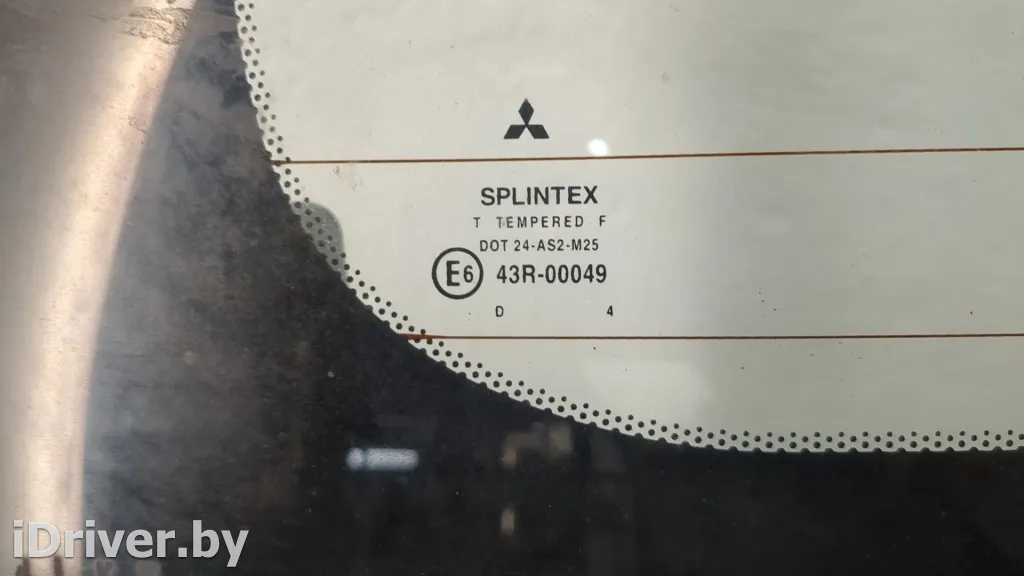 SPLINTEX
T TEMPERED F
DOT 24-AS2-M25
E6 43R-00049
D 4
iDriver.by